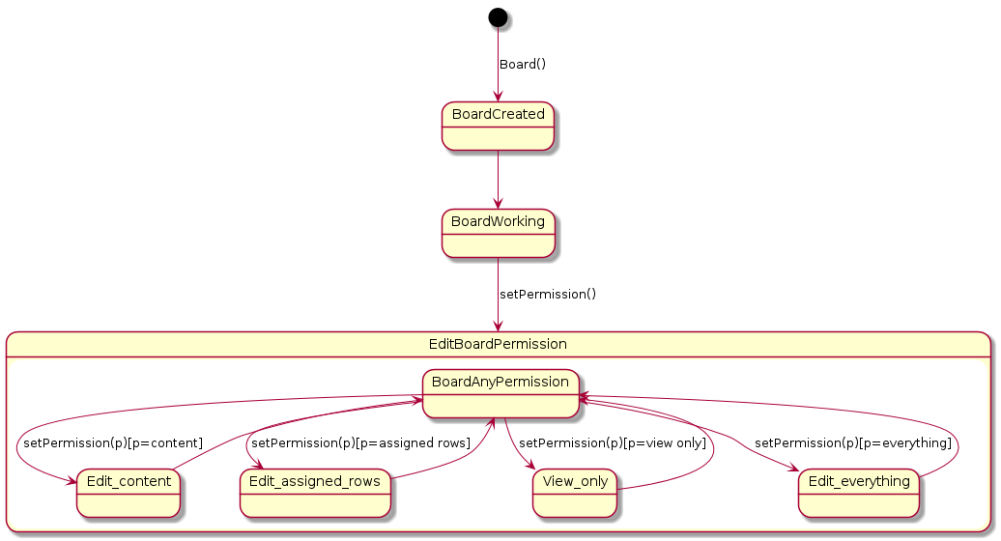 Board()
BoardCreated
BoardWorking
setPermission()
EditBoardPermission
BoardAnyPermission
setPermission(p)[p=content]
setPermission(p)[p=assigned rows]
setPermission(p)[p=view only]
setPermission(p)[p=everything]
Edit_content
Edit_assigned_rows
View_only
Edit_everything